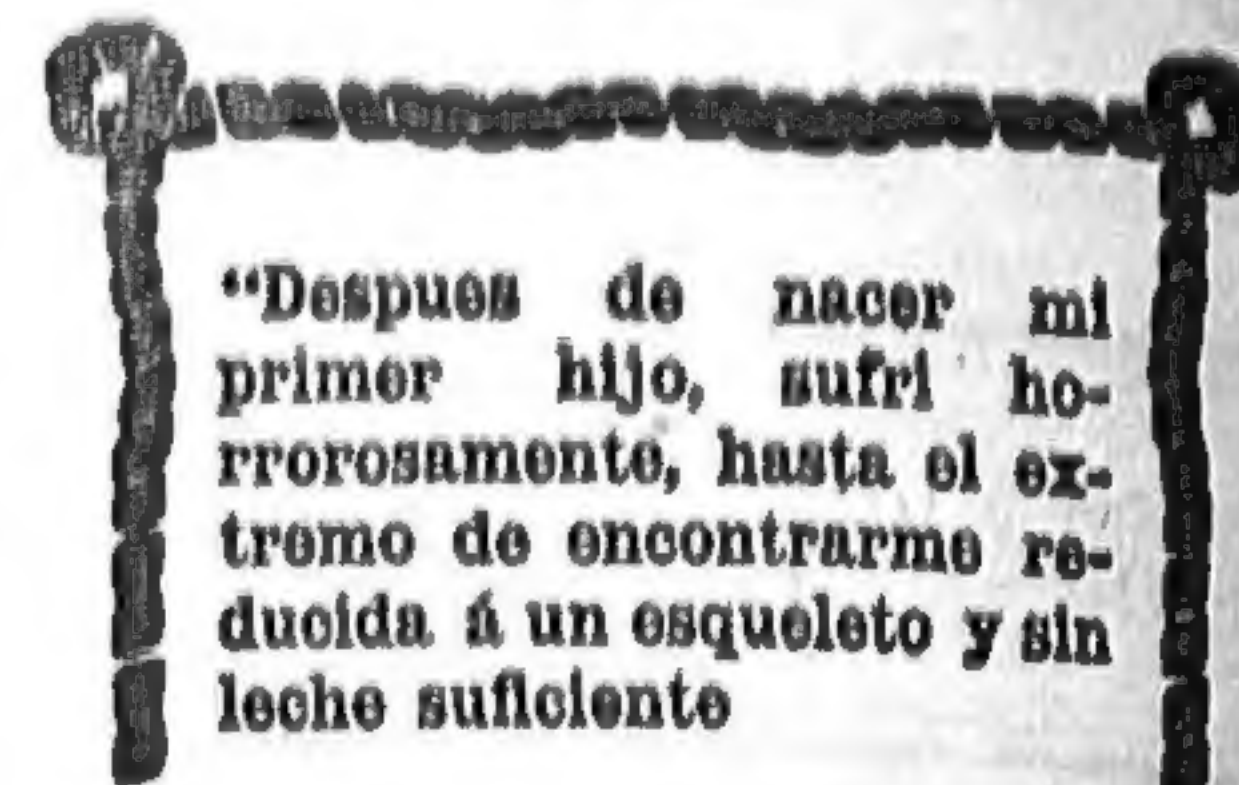 “Despues de nacer mi
primer hijo, sufri ho-
rrorosamente, hasta el ex-
tremo de encontrarme re-
ducida á un esqueleto y sin
leche suficiente